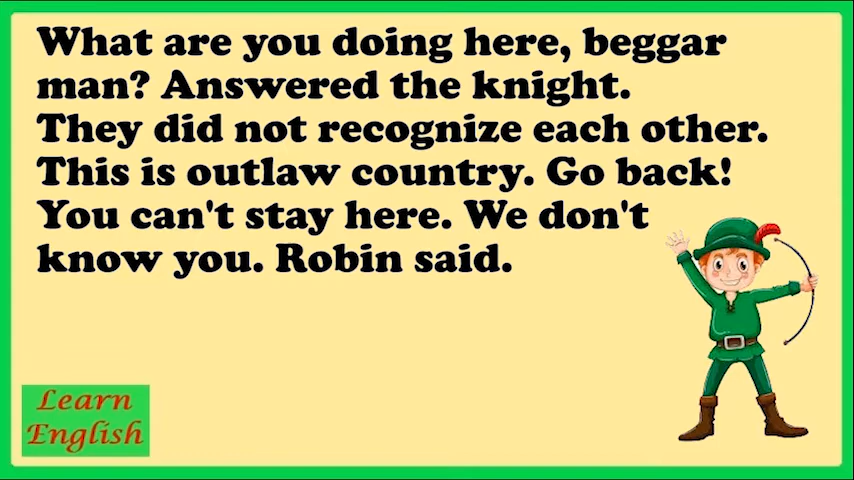 What are you doing here, beggar
man? Answered the knight.
They did not recognize each other.
This is outlaw country. Go back!
You can't stay here. We don't
know you. Robin said.
Learn
English